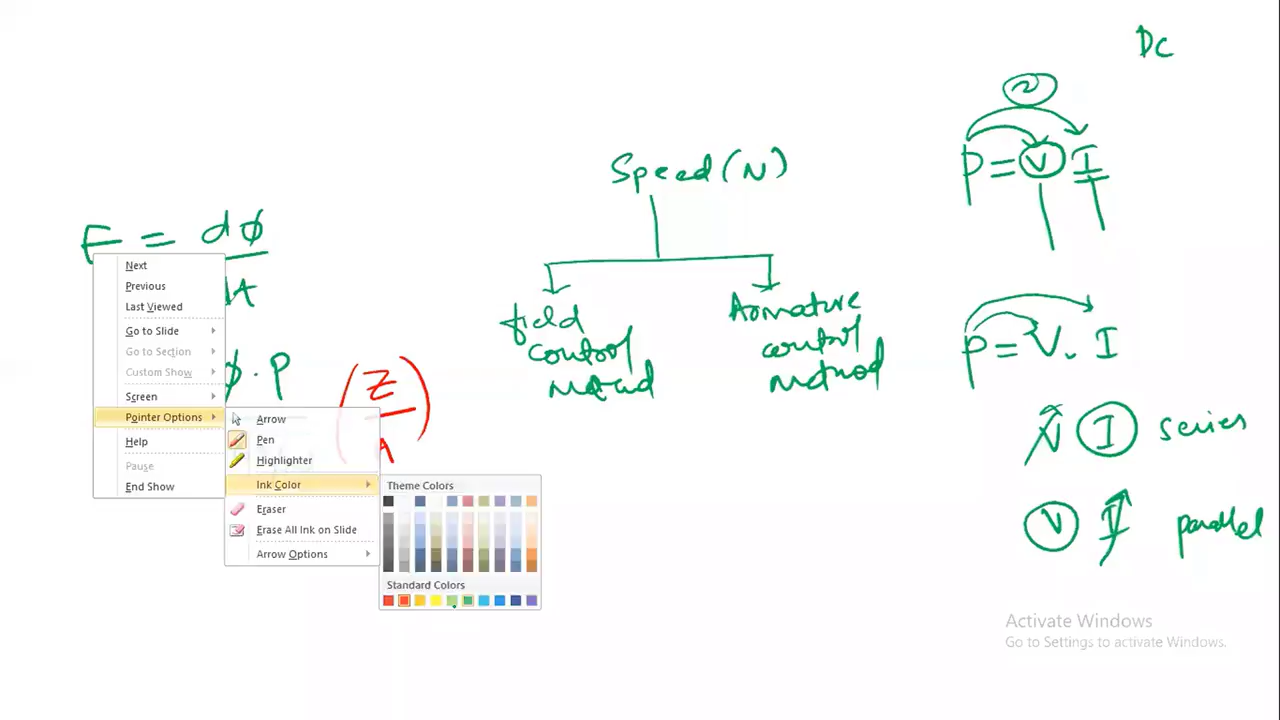 DC
P = V I
Speed (N)
E = dφ
dt
field
control
Method
Armature
control
method
P = V. I
φ . P
(Z
A)
V I series
V I parallel
Next
Previous
Last Viewed
Go to Slide
Go to Section
Custom Show
Screen
Pointer Options
Help
Pause
End Show
Arrow
Pen
Highlighter
Ink Color
Eraser
Erase All Ink on Slide
Arrow Options
Theme Colors
Standard Colors
Activate Windows
Go to Settings to activate Windows.